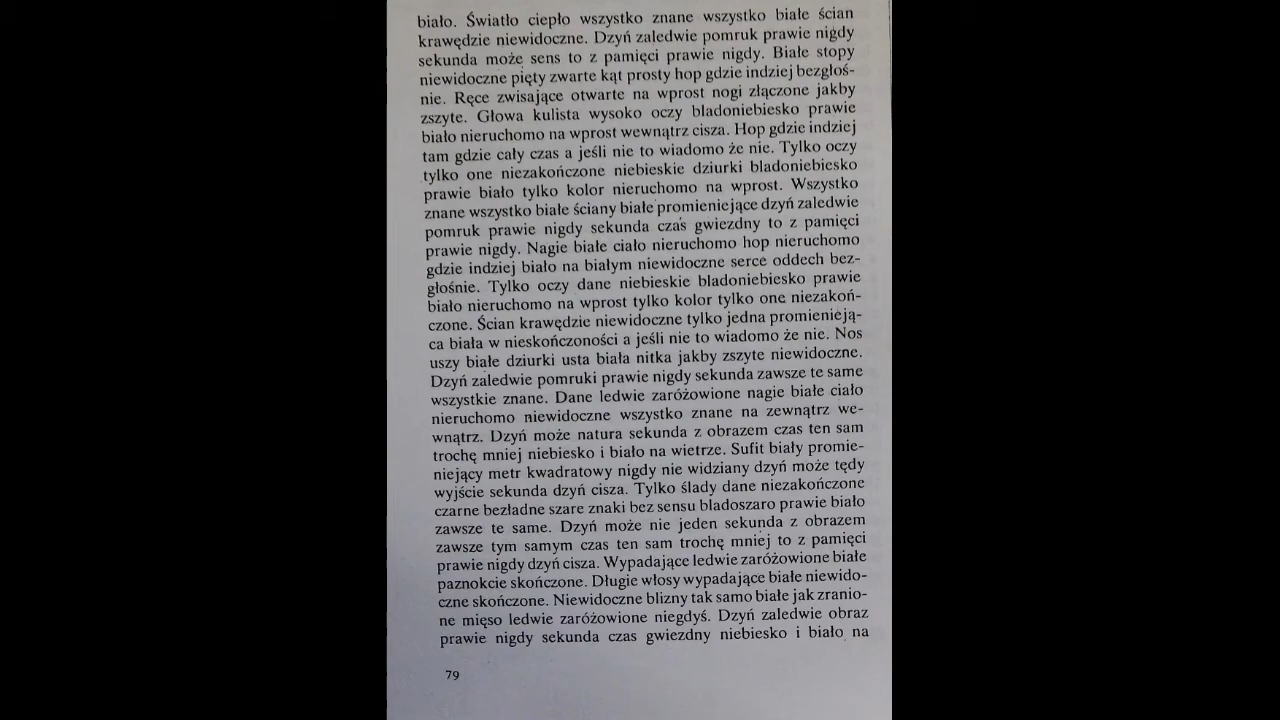 biało. Światło ciepło wszystko znane wszystko białe ścian
krawędzie niewidoczne. Dzyń zaledwie pomruk prawie nigdy
sekunda może sens to z pamięci prawie nigdy. Białe stopy
niewidoczne pięty zwarte kąt prosty hop gdzie indziej bezgłoś-
nie. Ręce zwisające otwarte na wprost nogi złączone jakby
zszyte. Głowa kulista wysoko oczy bladoniebiesko prawie
biało nieruchomo na wprost wewnątrz cisza. Hop gdzie indziej
tam gdzie cały czas a jeśli nie to wiadomo że nie. Tylko oczy
tylko one niezakończone niebieskie dziurki bladoniebiesko
prawie biało tylko kolor nieruchomo na wprost. Wszystko
znane wszystko białe ściany białe promieniejące dzyń zaledwie
pomruk prawie nigdy sekunda czas gwiezdny to z pamięci
prawie nigdy. Nagie białe ciało nieruchomo hop nieruchomo
gdzie indziej biało na białym niewidoczne serce oddech bez-
głośnie. Tylko oczy dane niebieskie bladoniebiesko prawie
biało nieruchomo na wprost tylko kolor tylko one niezakoń-
czone. Ścian krawędzie niewidoczne tylko jedna promienieją-
ca biała w nieskończoności a jeśli nie to wiadomo że nie. Nos
uszy białe dziurki usta biała nitka jakby zszyte niewidoczne.
Dzyń zaledwie pomruki prawie nigdy sekunda zawsze te same
wszystkie znane. Dane ledwie zaróżowione nagie białe ciało
nieruchomo niewidoczne wszystko znane na zewnątrz we-
wnątrz. Dzyń może natura sekunda z obrazem czas ten sam
trochę mniej niebiesko i biało na wietrze. Sufit biały promie-
niejący metr kwadratowy nigdy nie widziany dzyń może tędy
wyjście sekunda dzyń cisza. Tylko ślady dane niezakończone
czarne bezładne szare znaki bez sensu bladoszaro prawie biało
zawsze te same. Dzyń może nie jeden sekunda z obrazem
zawsze tym samym czas ten sam trochę mniej to z pamięci
prawie nigdy dzyń cisza. Wypadające ledwie zaróżowione białe
paznokcie skończone. Długie włosy wypadające białe niewido-
czne skończone. Niewidoczne blizny tak samo białe jak zranio-
ne mięso ledwie zaróżowione niegdyś. Dzyń zaledwie obraz
prawie nigdy sekunda czas gwiezdny niebiesko i biało na
79